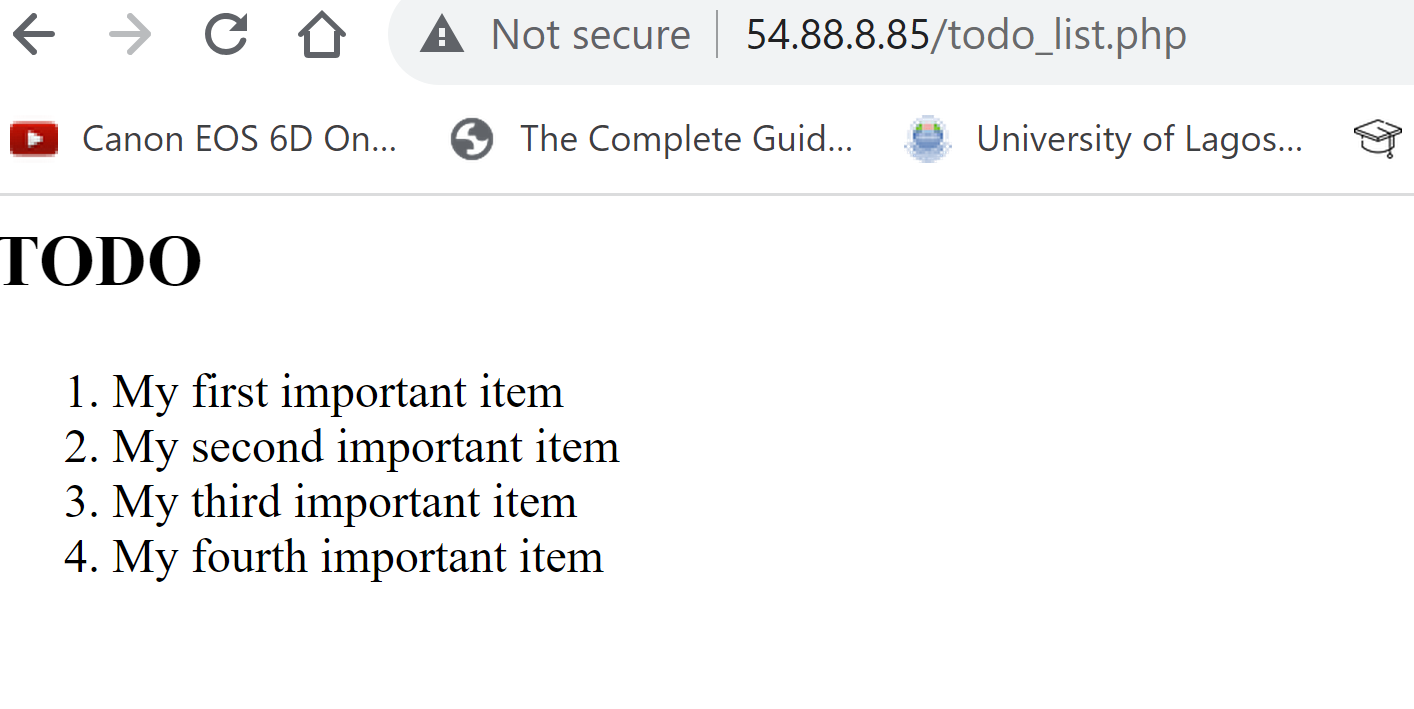 Not secure 54.88.8.85/todo_list.php
Canon EOS 6D On... The Complete Guid... University of Lagos...
TODO
1. My first important item
2. My second important item
3. My third important item
4. My fourth important item